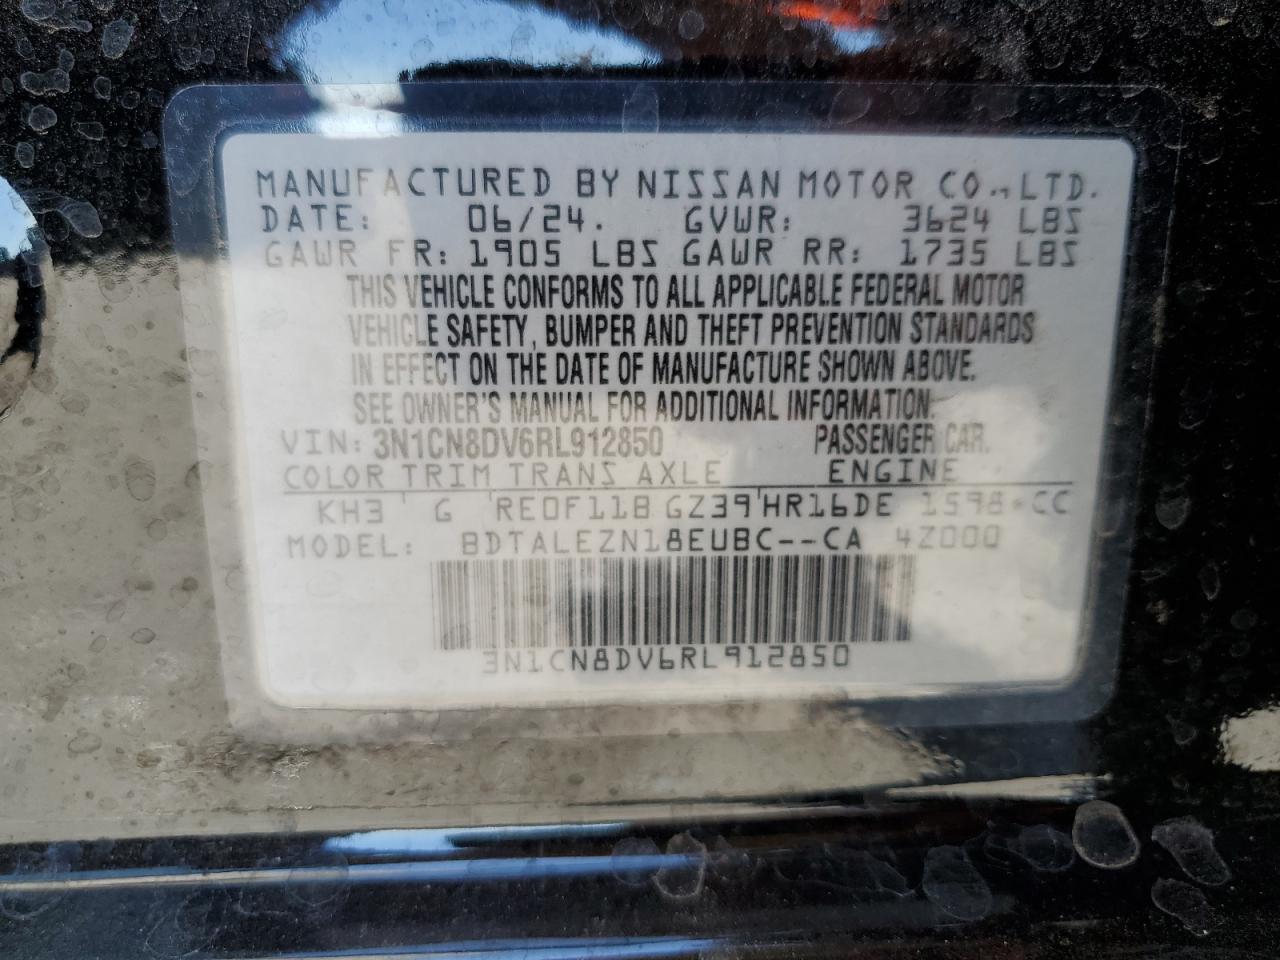 MANUFACTURED BY NISSAN MOTOR CO., LTD.
DATE: 06/24. GVWR: 3624 LBS
GAWR FR: 1905 LBS GAWR RR: 1735 LBS
THIS VEHICLE CONFORMS TO ALL APPLICABLE FEDERAL MOTOR
VEHICLE SAFETY, BUMPER AND THEFT PREVENTION STANDARDS
IN EFFECT ON THE DATE OF MANUFACTURE SHOWN ABOVE.
SEE OWNER'S MANUAL FOR ADDITIONAL INFORMATION.
VIN: 3N1CN8DV6RL912850 PASSENGER CAR.
COLOR TRIM TRANS AXLE ENGINE
KH3 G RE0F11B GZ39 HR16DE 1598 CC
MODEL: BDTALEZN18EUBC--CA 4Z000
3N1CN8DV6RL912850